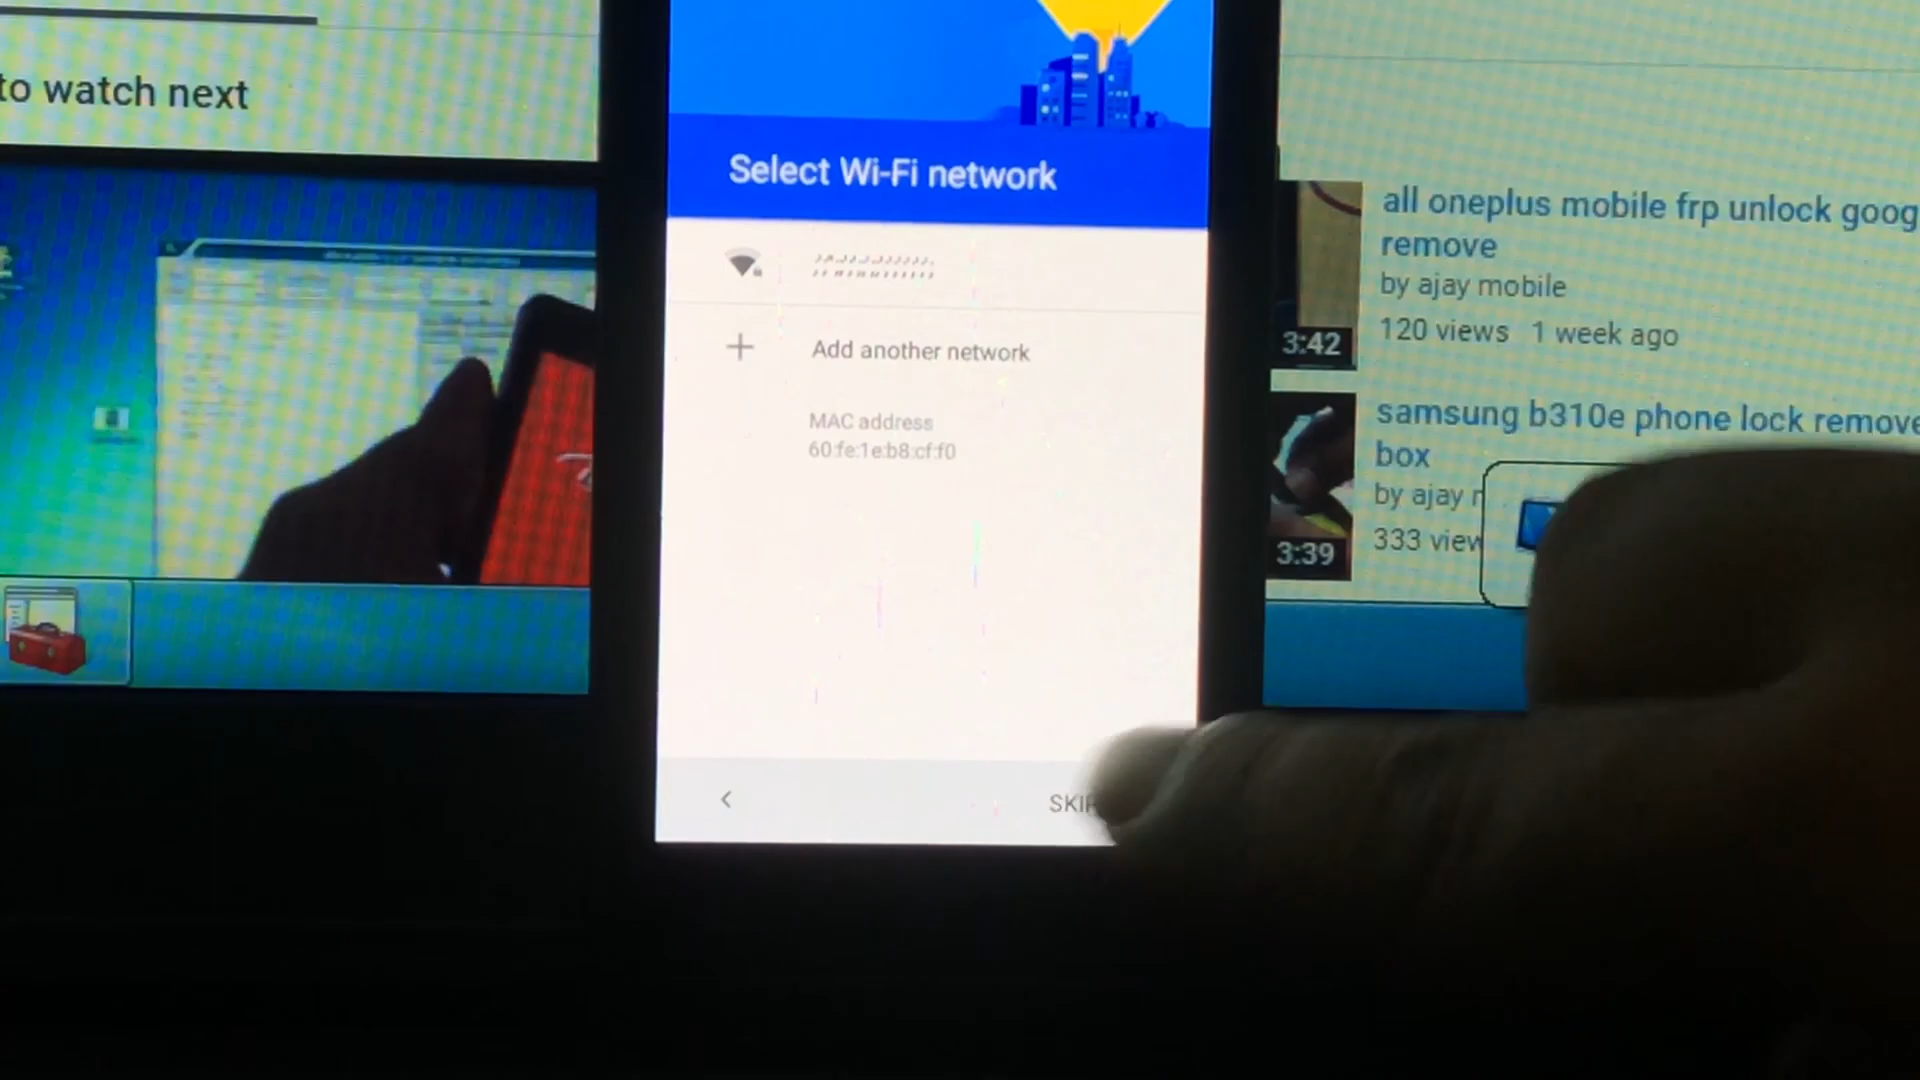 to watch next
Select Wi-Fi network
Add another network
MAC address
60:fe:1e:b8:cf:f0
all oneplus mobile frp unlock goog
remove
by ajay mobile
120 views 1 week ago
3:42
samsung b310e phone lock remove
box
by ajay
333 view
3:39
SKIP